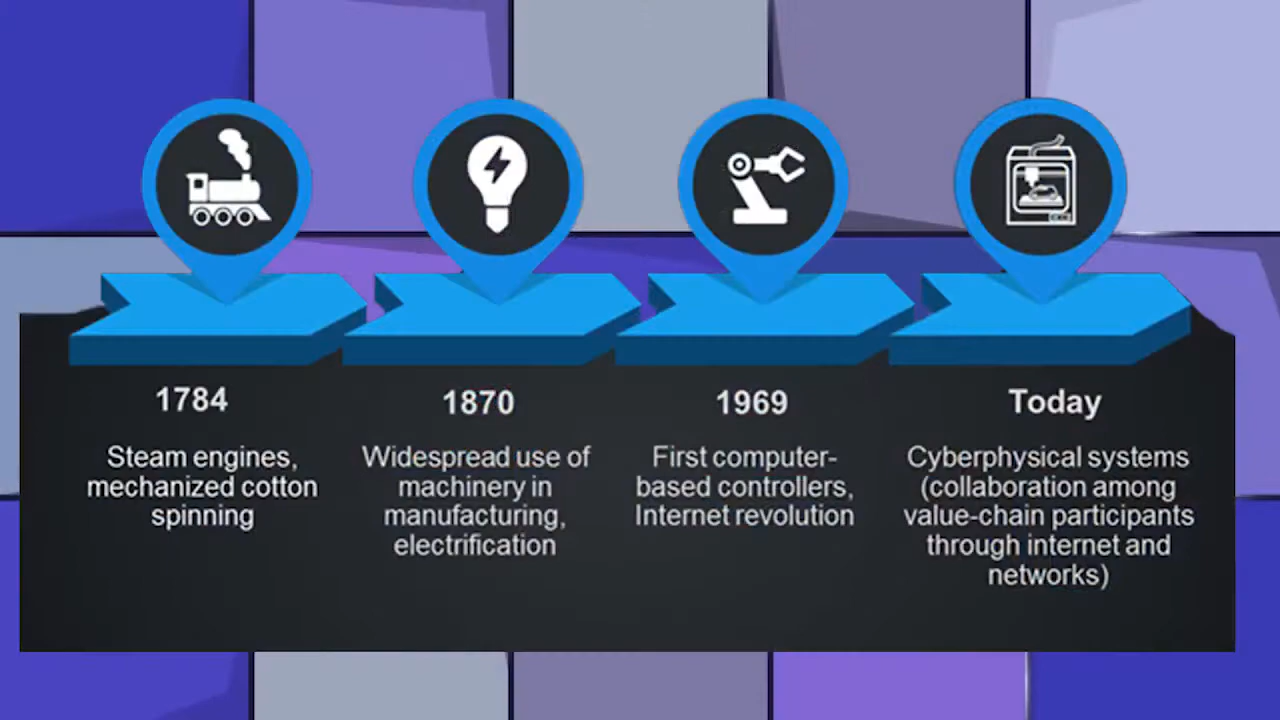 1784
Steam engines,
mechanized cotton
spinning
1870
Widespread use of
machinery in
manufacturing,
electrification
1969
First computer-
based controllers,
Internet revolution
Today
Cyberphysical systems
(collaboration among
value-chain participants
through internet and
networks)